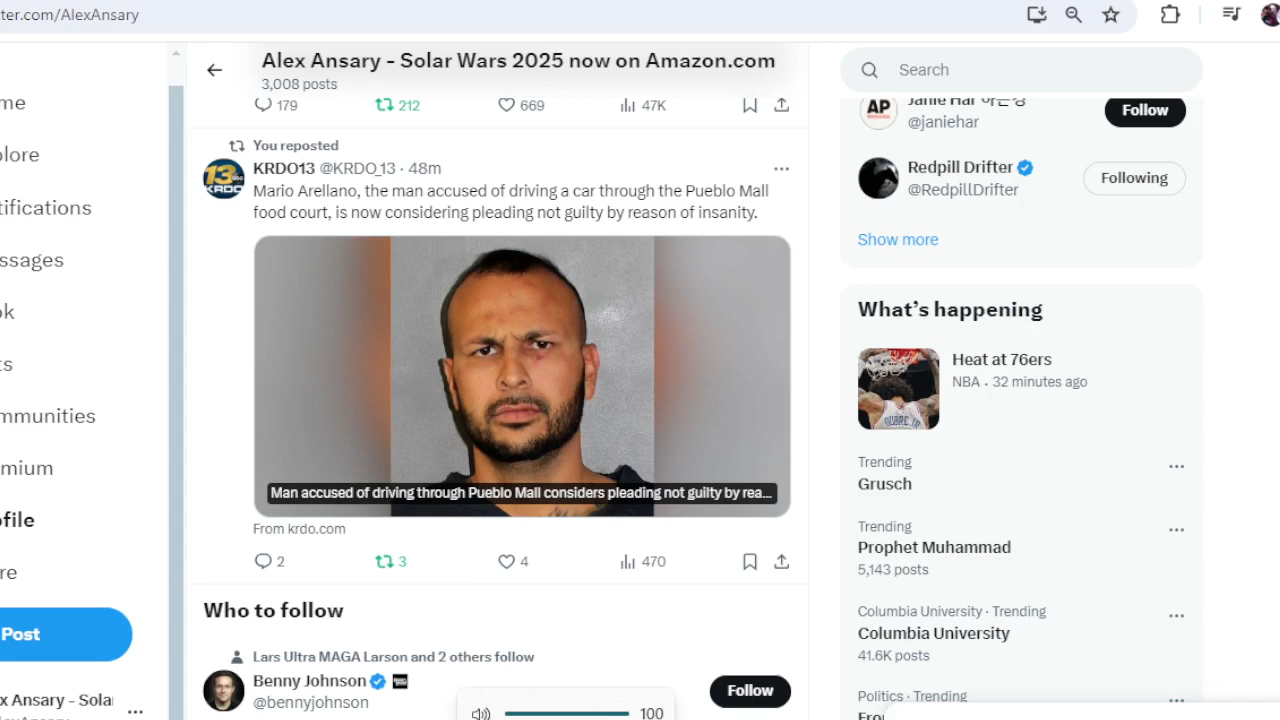 ter.com/AlexAnsary
me
plore
tifications
ssages
ok
ts
mmunities
mium
ofile
re
Post
x Ansary - Sola
Alex Ansary - Solar Wars 2025 now on Amazon.com
3,008 posts
179 212 669 47K
You reposted
KRDO13 @KRDO_13 · 48m
Mario Arellano, the man accused of driving a car through the Pueblo Mall
food court, is now considering pleading not guilty by reason of insanity.
Man accused of driving through Pueblo Mall considers pleading not guilty by rea...
From krdo.com
2 3 4 470
Who to follow
Lars Ultra MAGA Larson and 2 others follow
Benny Johnson
@bennyjohnson
Follow
100
Search
AP
Janie Har
@janiehar
Follow
Redpill Drifter
@RedpillDrifter
Following
Show more
What's happening
Heat at 76ers
NBA · 32 minutes ago
Trending
Grusch
Trending
Prophet Muhammad
5,143 posts
Columbia University · Trending
Columbia University
41.6K posts
Politics · Trending